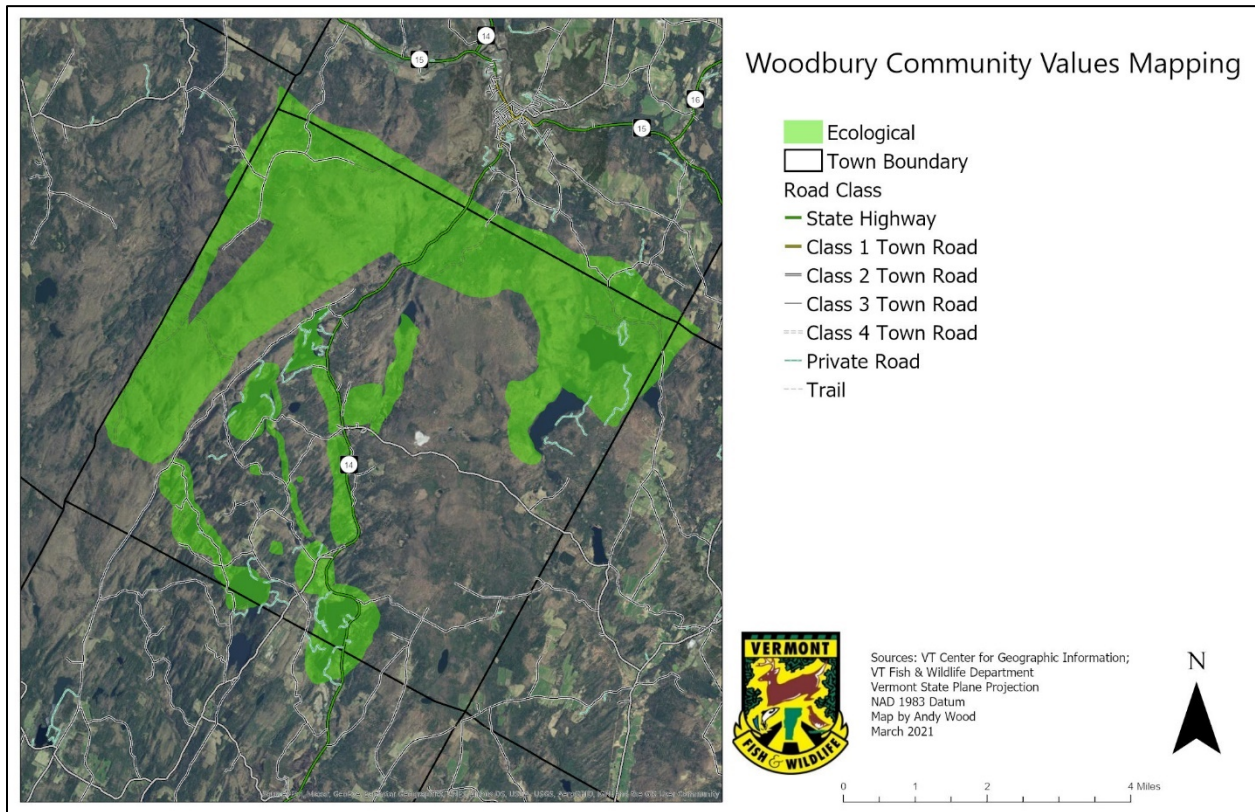 14
15
16
15
14
Woodbury Community Values Mapping
Ecological
Town Boundary
Road Class
State Highway
Class 1 Town Road
Class 2 Town Road
Class 3 Town Road
Class 4 Town Road
Private Road
Trail
VERMONT
FISH & WILDLIFE
Sources: VT Center for Geographic Information;
VT Fish & Wildlife Department
Vermont State Plane Projection
NAD 1983 Datum
Map by Andy Wood
March 2021
N
0 1 2 4 Miles